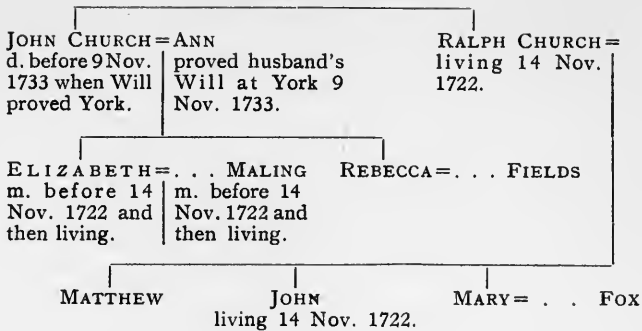 JOHN CHURCH=ANN
d. before 9 Nov. 1733 when Will proved York.
proved husband's Will at York 9 Nov. 1733.
RALPH CHURCH=
living 14 Nov. 1722.
ELIZABETH=. . . MALING
m. before 14 Nov. 1722 and then living.
m. before 14 Nov. 1722 and then living.
REBECCA=. . . FIELDS
MATTHEW
JOHN
MARY= . . FOX
living 14 Nov. 1722.